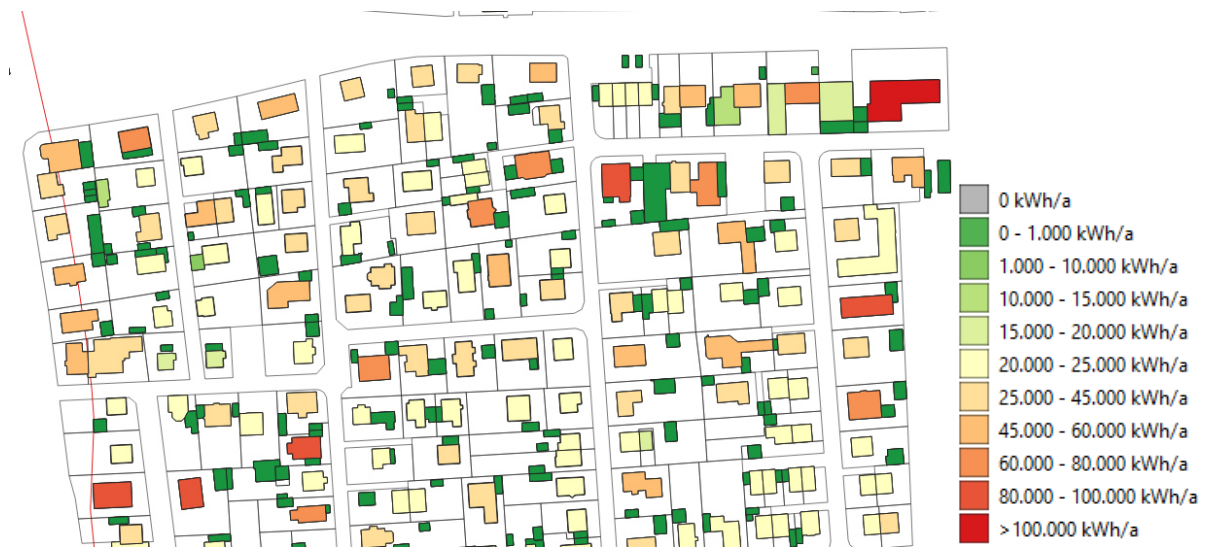 0 kWh/a
0 - 1.000 kWh/a
1.000 - 10.000 kWh/a
10.000 - 15.000 kWh/a
15.000 - 20.000 kWh/a
20.000 - 25.000 kWh/a
25.000 - 45.000 kWh/a
45.000 - 60.000 kWh/a
60.000 - 80.000 kWh/a
80.000 - 100.000 kWh/a
>100.000 kWh/a